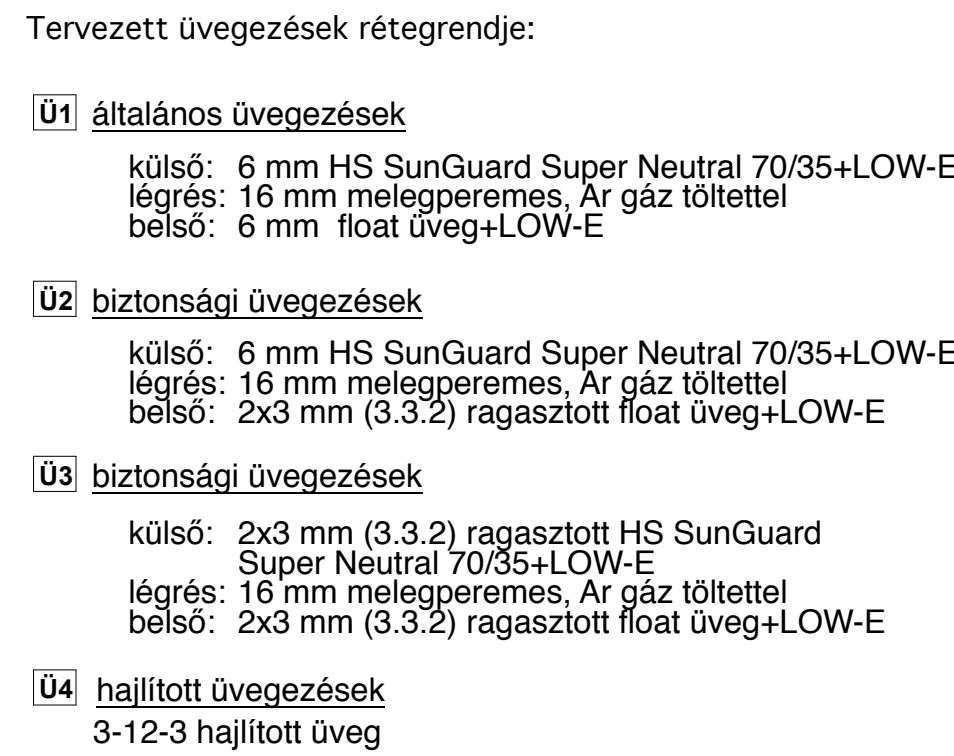 Tervezett üvegezések rétegrendje:
Ü1 általános üvegezések
külső: 6 mm HS SunGuard Super Neutral 70/35+LOW-E
légrés: 16 mm melegperemes, Ar gáz töltettel
belső: 6 mm float üveg+LOW-E
Ü2 biztonsági üvegezések
külső: 6 mm HS SunGuard Super Neutral 70/35+LOW-E
légrés: 16 mm melegperemes, Ar gáz töltettel
belső: 2x3 mm (3.3.2) ragasztott float üveg+LOW-E
Ü3 biztonsági üvegezések
külső: 2x3 mm (3.3.2) ragasztott HS SunGuard
Super Neutral 70/35+LOW-E
légrés: 16 mm melegperemes, Ar gáz töltettel
belső: 2x3 mm (3.3.2) ragasztott float üveg+LOW-E
Ü4 hajlított üvegezések
3-12-3 hajlított üveg